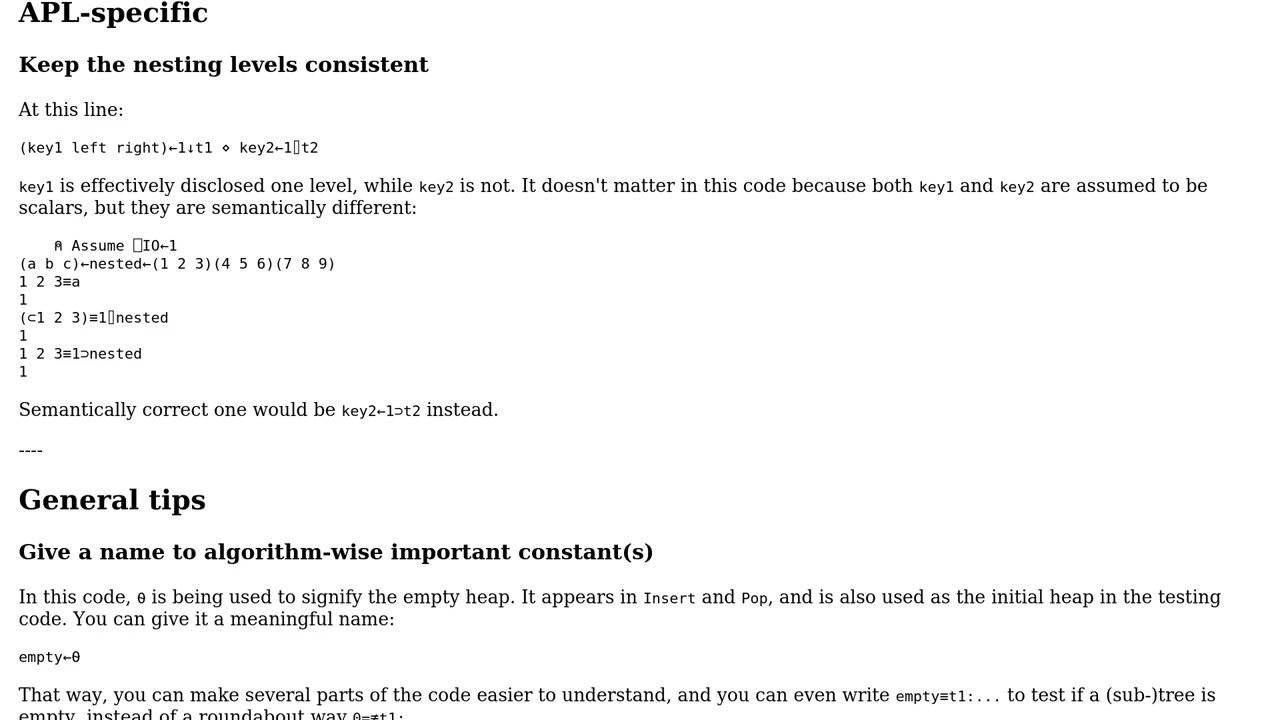 APL-specific
Keep the nesting levels consistent
At this line:
(key1 left right)←1↓t1 ⋄ key2←1⌷t2
key1 is effectively disclosed one level, while key2 is not. It doesn't matter in this code because both key1 and key2 are assumed to be
scalars, but they are semantically different:
⍝ Assume ⎕IO←1
(a b c)←nested←(1 2 3)(4 5 6)(7 8 9)
1 2 3≡a
1
(⊂1 2 3)≡1⌷nested
1
1 2 3≡1⊃nested
1
Semantically correct one would be key2←1⊃t2 instead.
----
General tips
Give a name to algorithm-wise important constant(s)
In this code, ⍬ is being used to signify the empty heap. It appears in Insert and Pop, and is also used as the initial heap in the testing
code. You can give it a meaningful name:
empty←⍬
That way, you can make several parts of the code easier to understand, and you can even write empty≡t1:... to test if a (sub-)tree is
empty, instead of a roundabout way 0=≢t1: